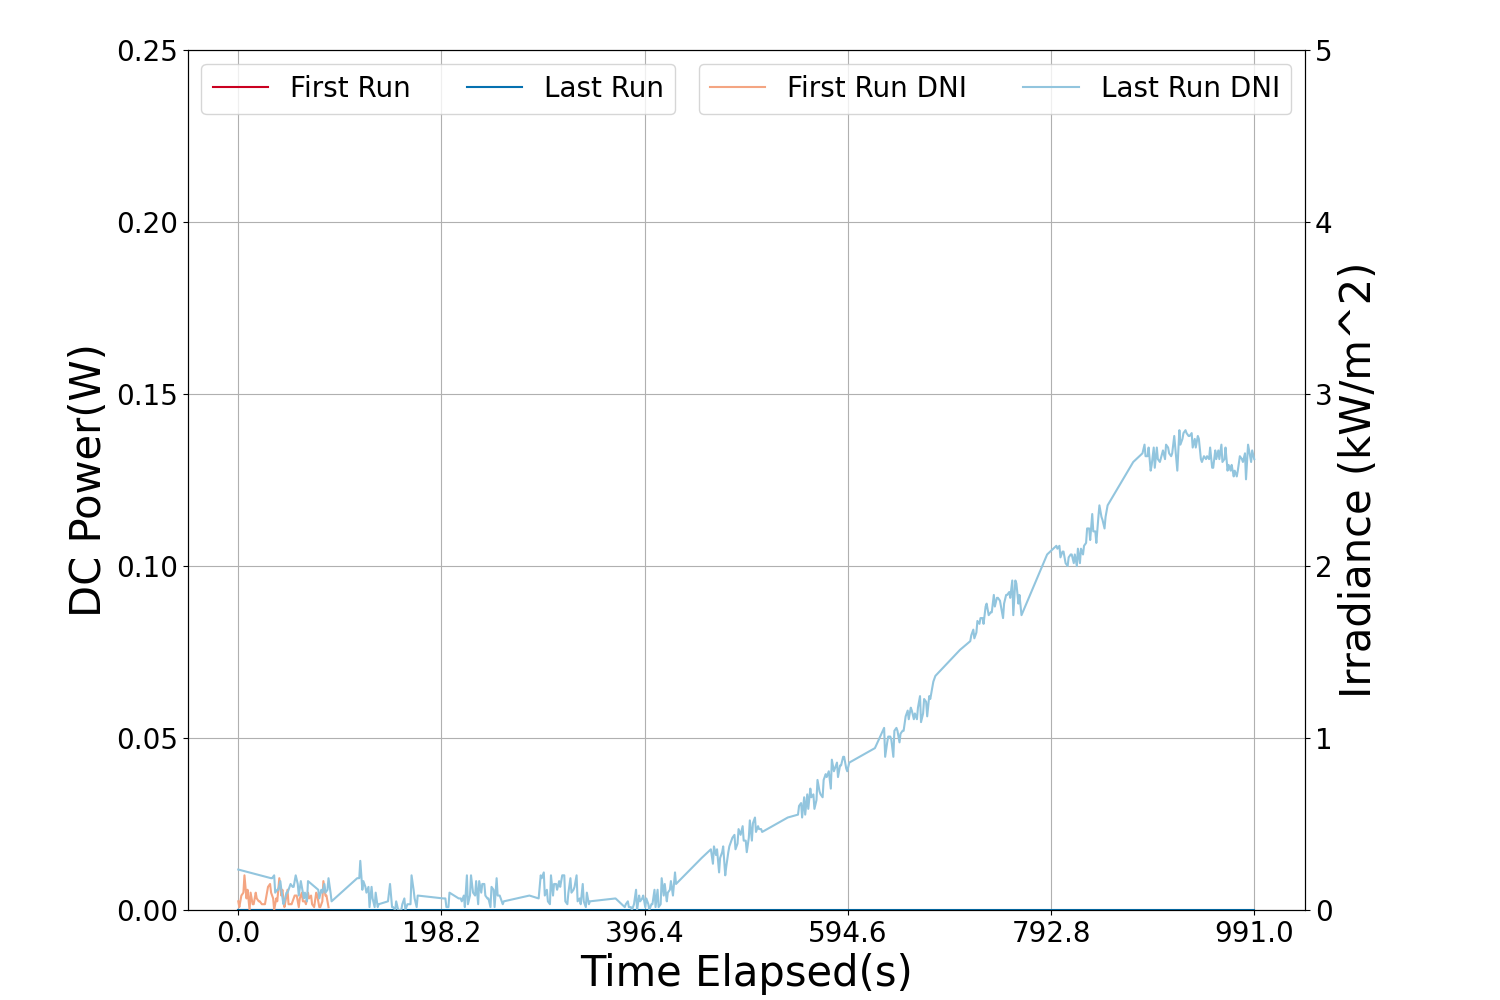 First Run
Last Run
First Run DNI
Last Run DNI
DC Power(W)
0.25
0.20
0.15
0.10
0.05
0.00
5
4
3
2
1
0
Irradiance (kW/m^2)
0.0 198.2 396.4 594.6 792.8 991.0
Time Elapsed(s)